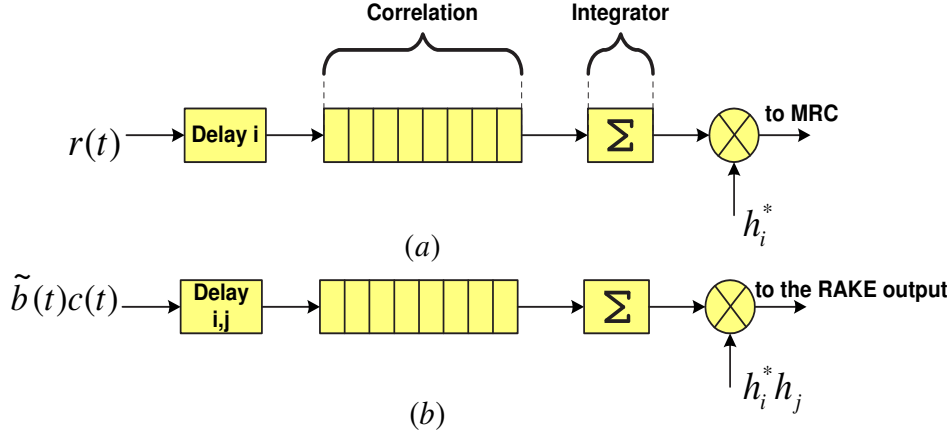 Correlation Integrator
r(t) Delay i Σ to MRC
h_i^*
(a)
b̃(t)c(t) Delay i,j Σ to the RAKE output
h_i^* h_j
(b)